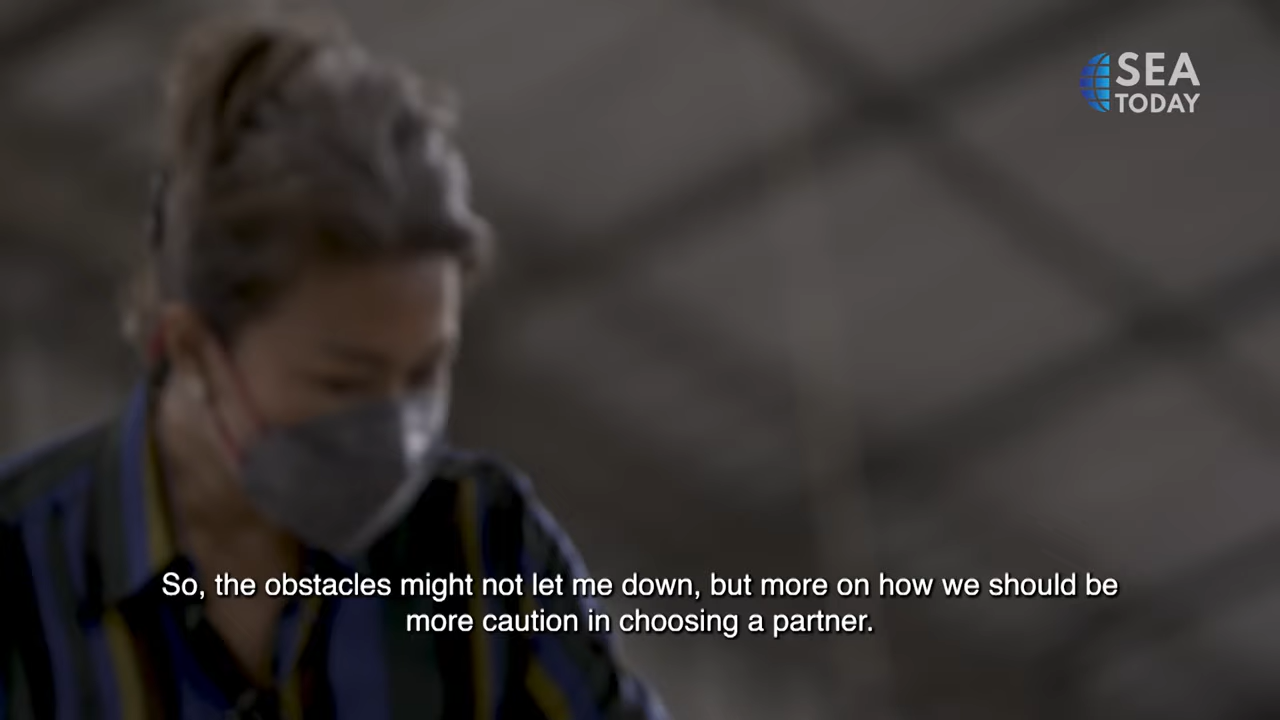 SEA
TODAY
So, the obstacles might not let me down, but more on how we should be
more caution in choosing a partner.